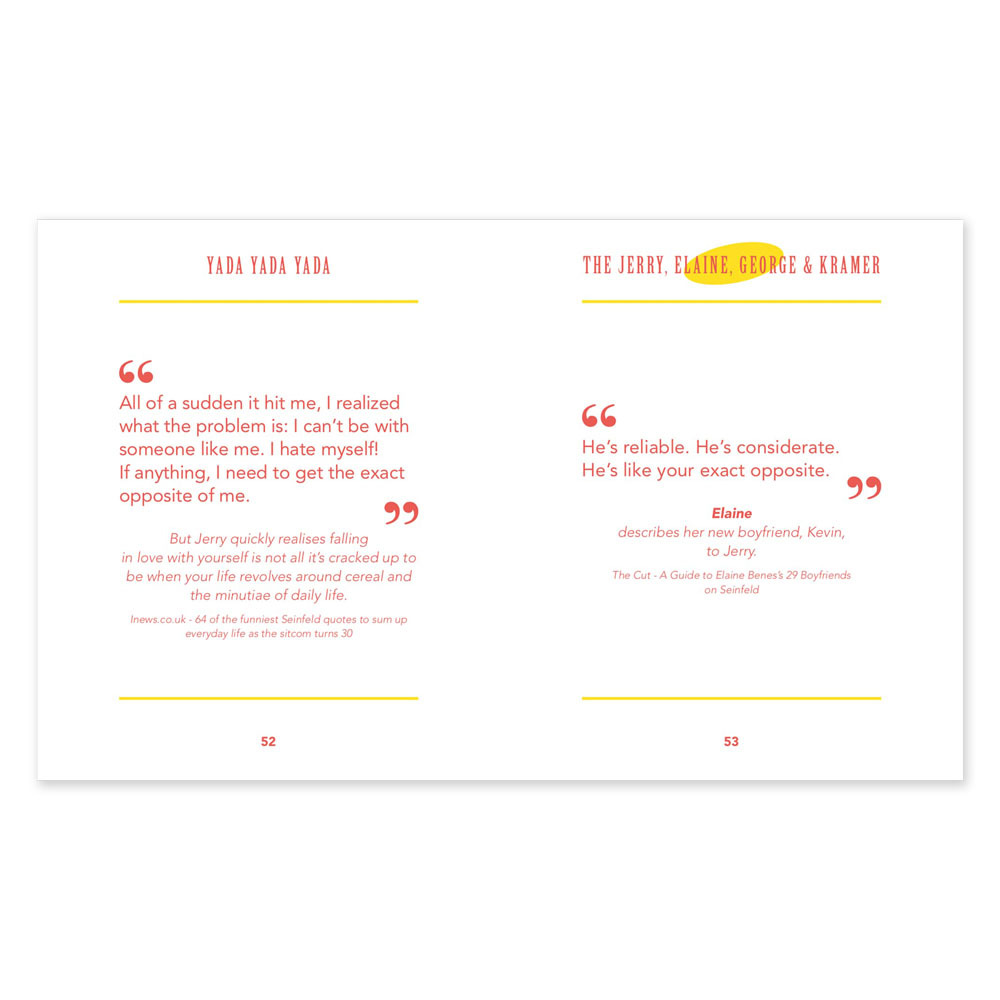 YADA YADA YADA
“
All of a sudden it hit me, I realized
what the problem is: I can’t be with
someone like me. I hate myself!
If anything, I need to get the exact
opposite of me.
”
But Jerry quickly realises falling
in love with yourself is not all it’s cracked up to
be when your life revolves around cereal and
the minutiae of daily life.
Inews.co.uk - 64 of the funniest Seinfeld quotes to sum up
everyday life as the sitcom turns 30
52
THE JERRY, ELAINE, GEORGE & KRAMER
“
He’s reliable. He’s considerate.
He’s like your exact opposite.
”
Elaine
describes her new boyfriend, Kevin,
to Jerry.
The Cut - A Guide to Elaine Benes’s 29 Boyfriends
on Seinfeld
53